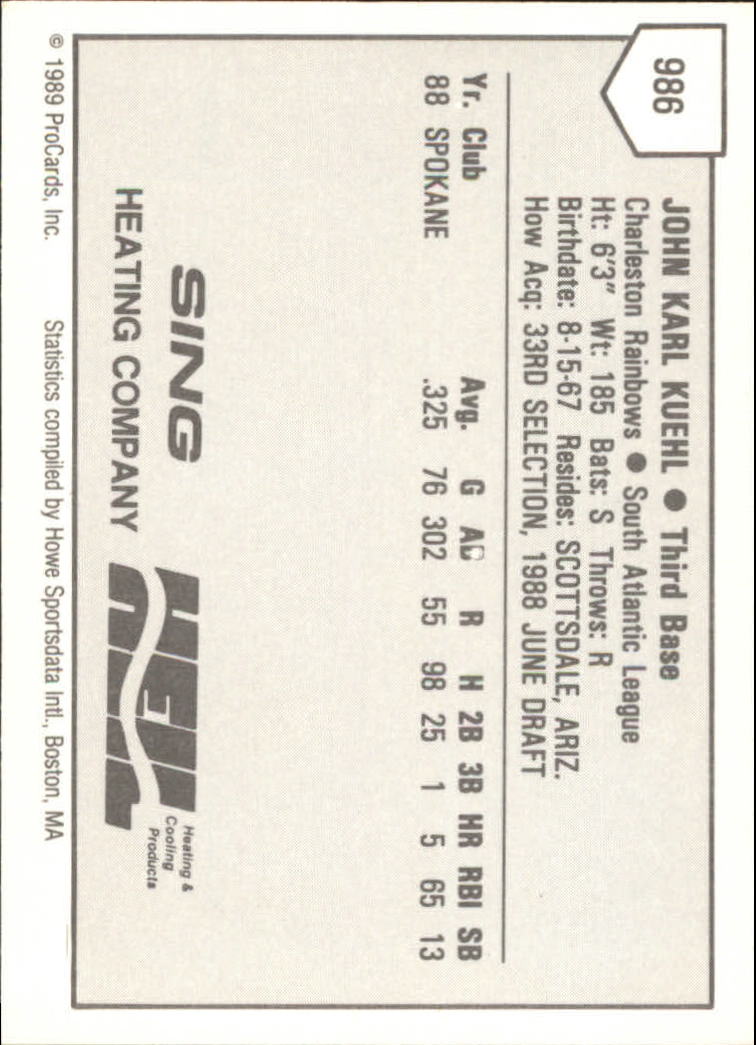 986
JOHN KARL KUEHL ● Third Base
Charleston Rainbows ● South Atlantic League
Ht: 6'3" Wt: 185 Bats: S Throws: R
Birthdate: 8-15-67 Resides: SCOTTSDALE, ARIZ.
How Acq: 33RD SELECTION, 1988 JUNE DRAFT
Yr. Club Avg. G AB R H 2B 3B HR RBI SB
88 SPOKANE .325 76 302 55 98 25 1 5 65 13
SING
HEATING COMPANY
HEIL
Heating &
Cooling
Products
© 1989 ProCards, Inc. Statistics compiled by Howe Sportsdata Intl., Boston, MA